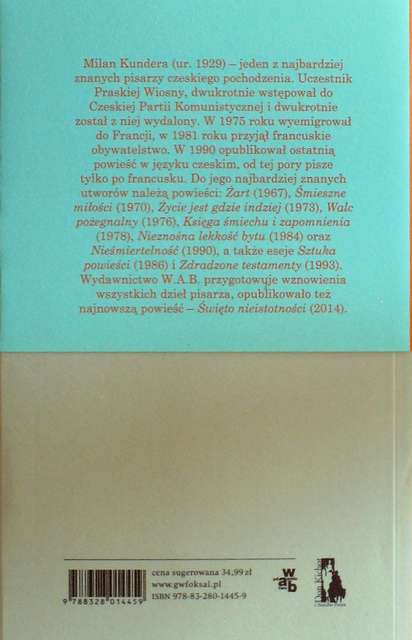 Milan Kundera (ur. 1929) – jeden z najbardziej
znanych pisarzy czeskiego pochodzenia. Uczestnik
Praskiej Wiosny, dwukrotnie wstępował do
Czeskiej Partii Komunistycznej i dwukrotnie
został z niej wydalony. W 1975 roku wyemigrował
do Francji, w 1981 roku przyjął francuskie
obywatelstwo. W 1990 opublikował ostatnią
powieść w języku czeskim, od tej pory pisze
tylko po francusku. Do jego najbardziej znanych
utworów należą powieści: Żart (1967), Śmieszne
miłości (1970), Życie jest gdzie indziej (1973), Walc
pożegnalny (1976), Księga śmiechu i zapomnienia
(1978), Nieznośna lekkość bytu (1984) oraz
Nieśmiertelność (1990), a także eseje Sztuka
powieści (1986) i Zdradzone testamenty (1993).
Wydawnictwo W.A.B. przygotowuje wznowienia
wszystkich dzieł pisarza, opublikowało też
najnowszą powieść – Święto nieistotności (2014).
cena sugerowana 34,99 zł
www.gwfoksal.pl
ISBN 978-83-280-1445-9
9 788328 014459
w
a b
Don Kichot
i Sancho Pansa